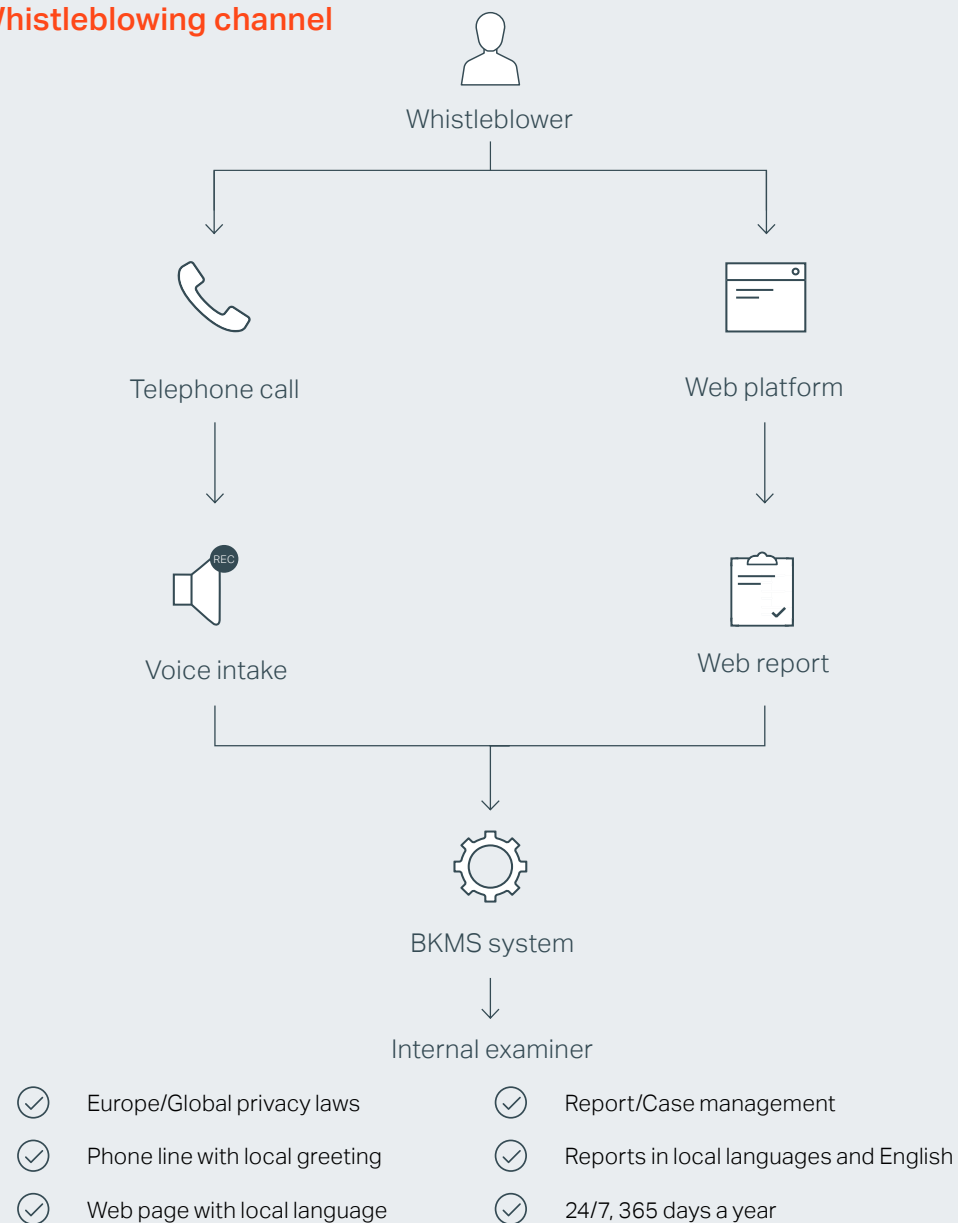 Whistleblowing channel
Whistleblower
Telephone call
Web platform
REC
Voice intake
Web report
BKMS system
Internal examiner
Europe/Global privacy laws
Report/Case management
Phone line with local greeting
Reports in local languages and English
Web page with local language
24/7, 365 days a year